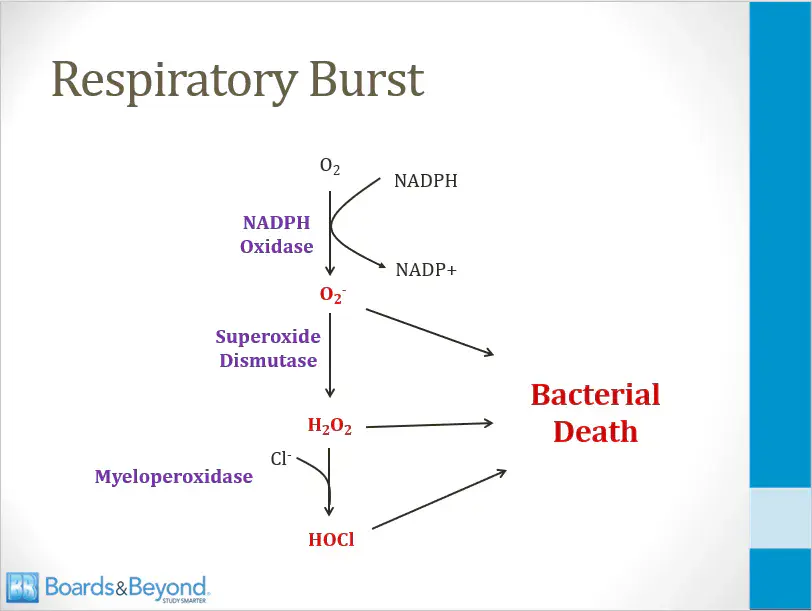 Respiratory Burst
O₂
NADPH
NADPH
Oxidase
NADP+
O₂⁻
Superoxide
Dismutase
Bacterial
Death
H₂O₂
Cl⁻
Myeloperoxidase
HOCl
BB Boards&Beyond.
STUDY SMARTER